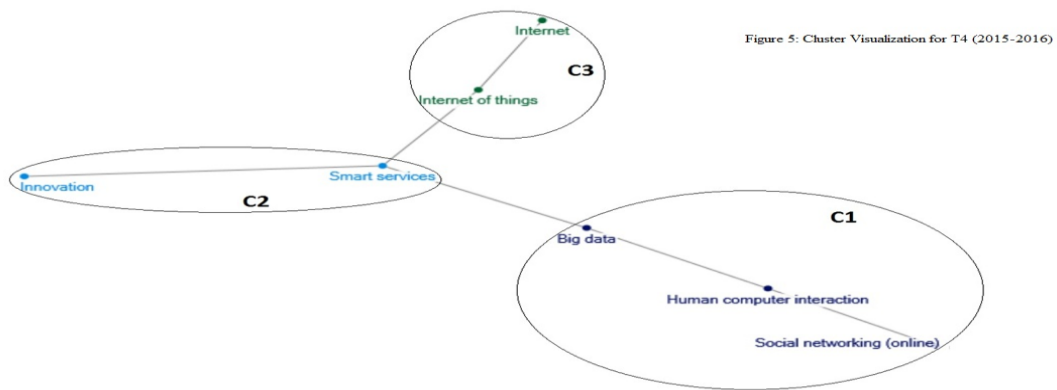 Internet
Figure 5: Cluster Visualization for T4 (2015-2016)
C3
Internet of things
Smart services
Innovation
C2
C1
Big data
Human computer interaction
Social networking (online)